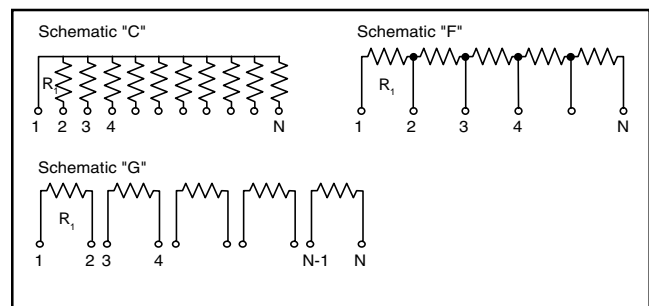 Schematic "C"
R1
1 2 3 4 N
Schematic "F"
R1
1 2 3 4 N
Schematic "G"
R1
1 2 3 4 N-1 N